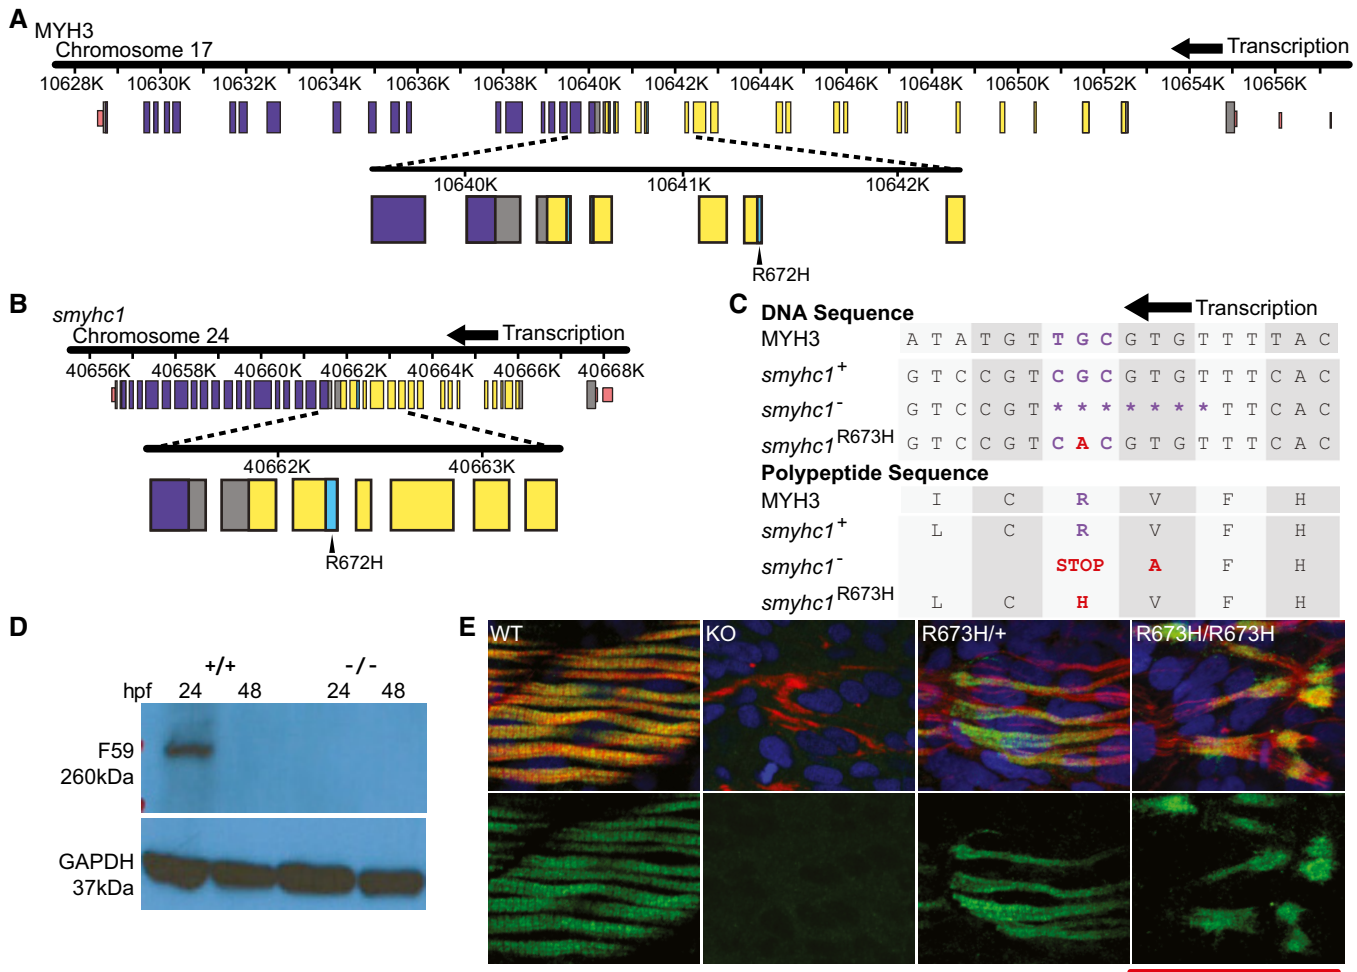 A
MYH3
Chromosome 17
Transcription
10628K 10630K 10632K 10634K 10636K 10638K 10640K 10642K 10644K 10646K 10648K 10650K 10652K 10654K 10656K
10640K 10641K 10642K
R672H
B
smyhc1
Chromosome 24
Transcription
40656K 40658K 40660K 40662K 40664K 40666K 40668K
40662K 40663K
R672H
C
DNA Sequence
Transcription
MYH3 A T A T G T T G C G T G T T T T A C
smyhc1+ G T C C G T C G C G T G T T T C A C
smyhc1- G T C C G T * * * * * * * T T C A C
smyhc1R673H G T C C G T C A C G T G T T T C A C
Polypeptide Sequence
MYH3 I C R V F H
smyhc1+ L C R V F H
smyhc1- STOP A F H
smyhc1R673H L C H V F H
D
+/+ -/-
hpf 24 48 24 48
F59
260kDa
GAPDH
37kDa
E
WT KO R673H/+ R673H/R673H